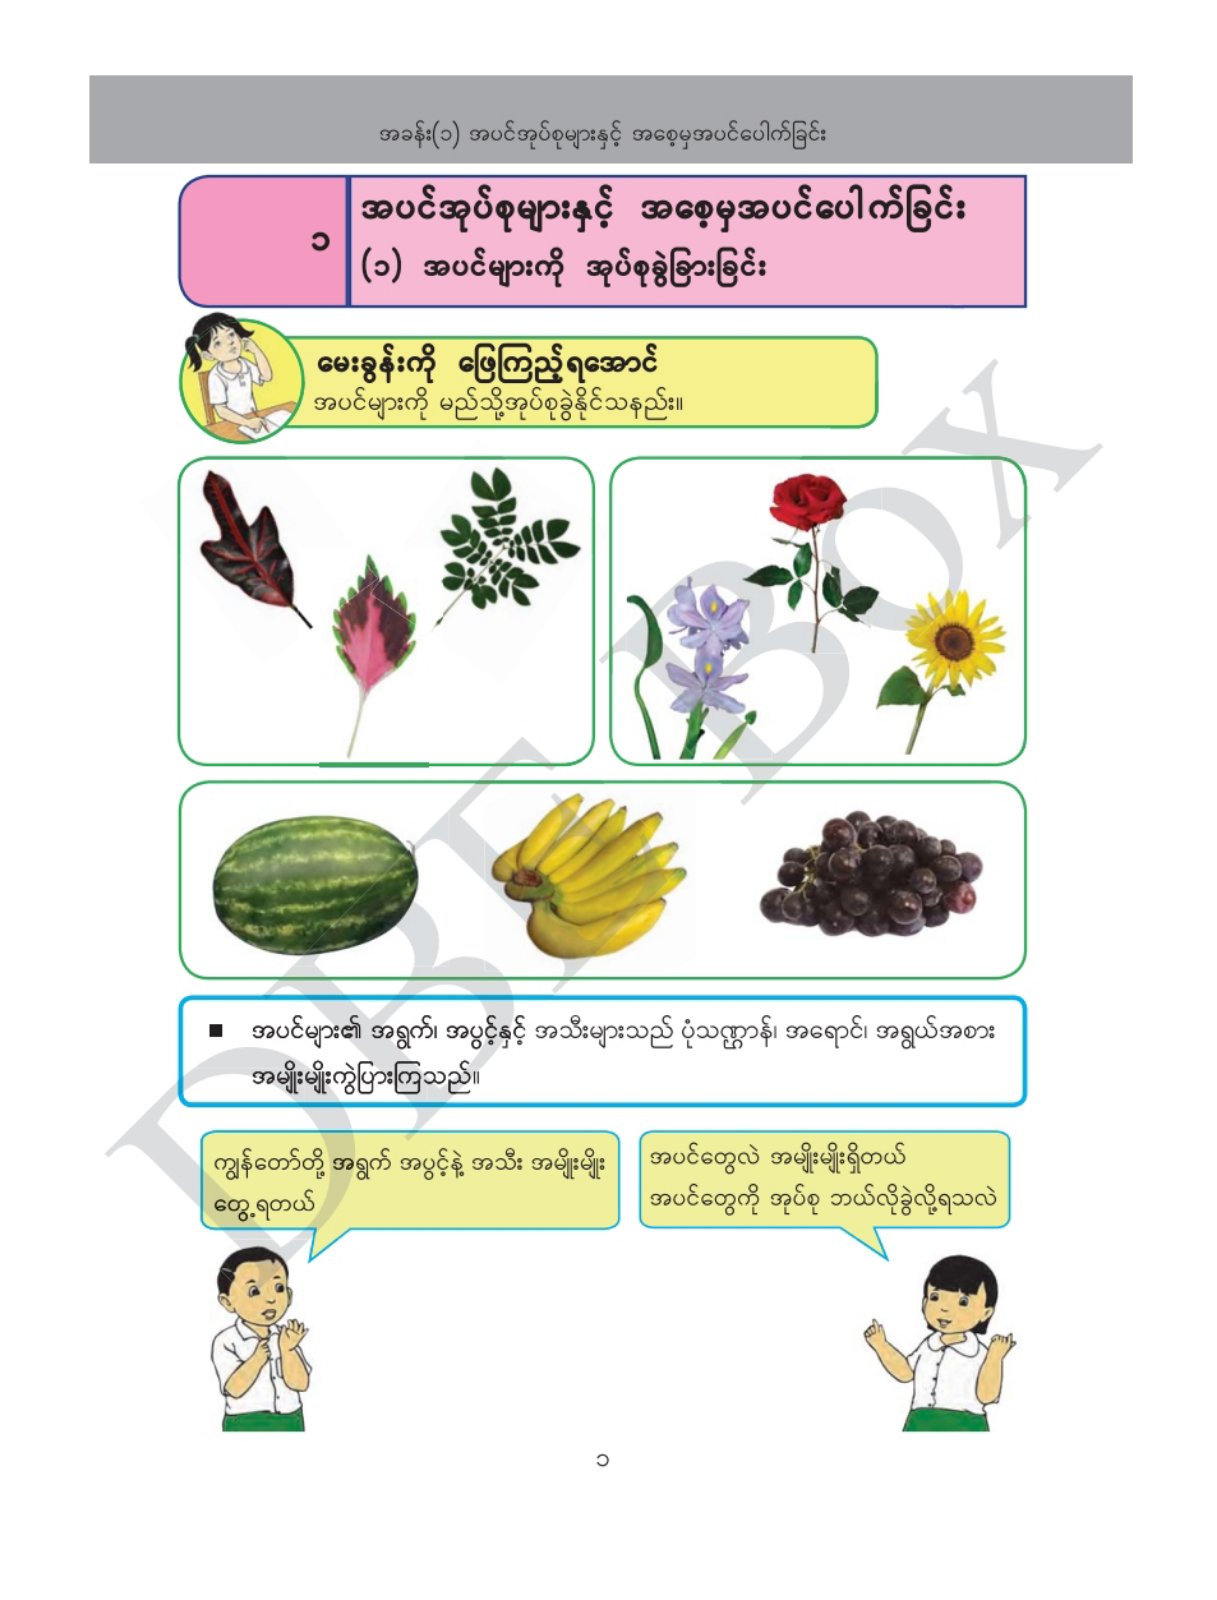 အခန်း(၁) အပင်အုပ်စုများနှင့် အစေ့မှအပင်ပေါက်ခြင်း
၁
အပင်အုပ်စုများနှင့် အစေ့မှအပင်ပေါက်ခြင်း
(၁) အပင်များကို အုပ်စုခွဲခြားခြင်း
မေးခွန်းကို ဖြေကြည့်ရအောင်
အပင်များကို မည်သို့အုပ်စုခွဲနိုင်သနည်း။
■ အပင်များ၏ အရွက်၊ အပွင့်နှင့် အသီးများသည် ပုံသဏ္ဌာန်၊ အရောင်၊ အရွယ်အစား
အမျိုးမျိုးကွဲပြားကြသည်။
ကျွန်တော်တို့ အရွက် အပွင့်နဲ့ အသီး အမျိုးမျိုး
တွေ့ရတယ်
အပင်တွေလဲ အမျိုးမျိုးရှိတယ်
အပင်တွေကို အုပ်စု ဘယ်လိုခွဲလို့ရသလဲ
၁
DBE BOX